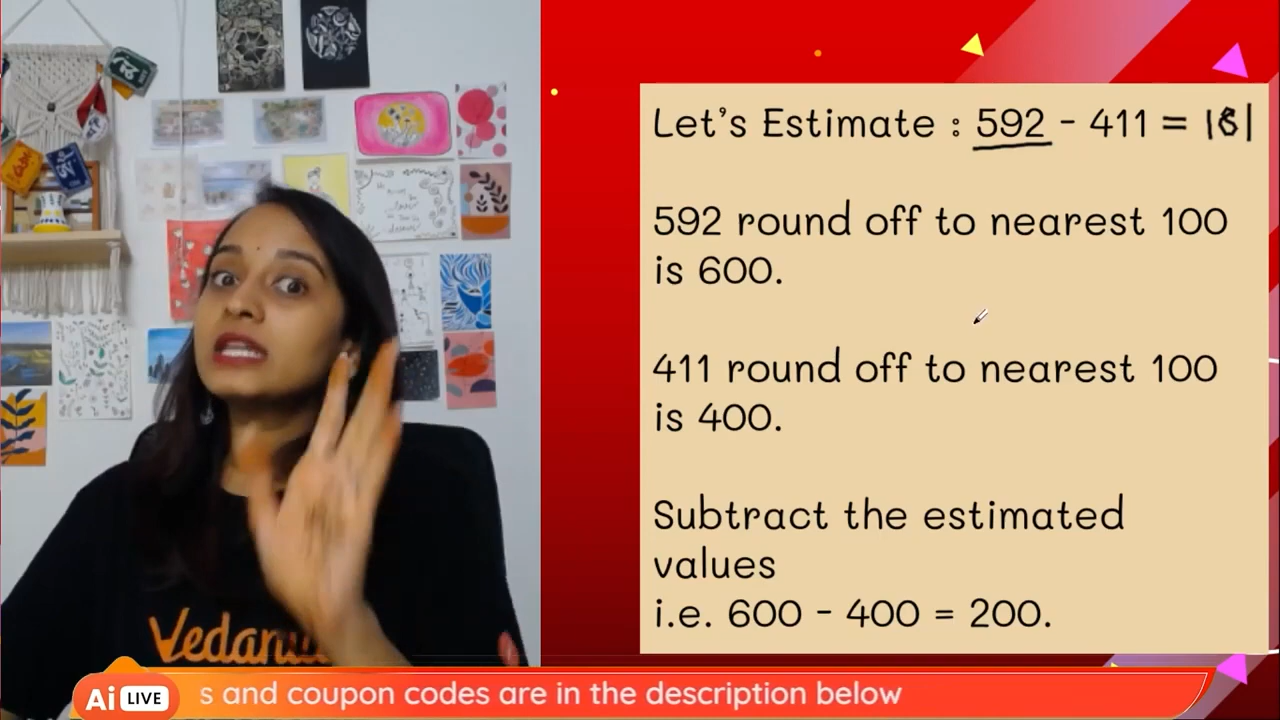 Let's Estimate : 592 - 411 = 181
592 round off to nearest 100
is 600.
411 round off to nearest 100
is 400.
Subtract the estimated
values
i.e. 600 - 400 = 200.
Ai LIVE
s and coupon codes are in the description below